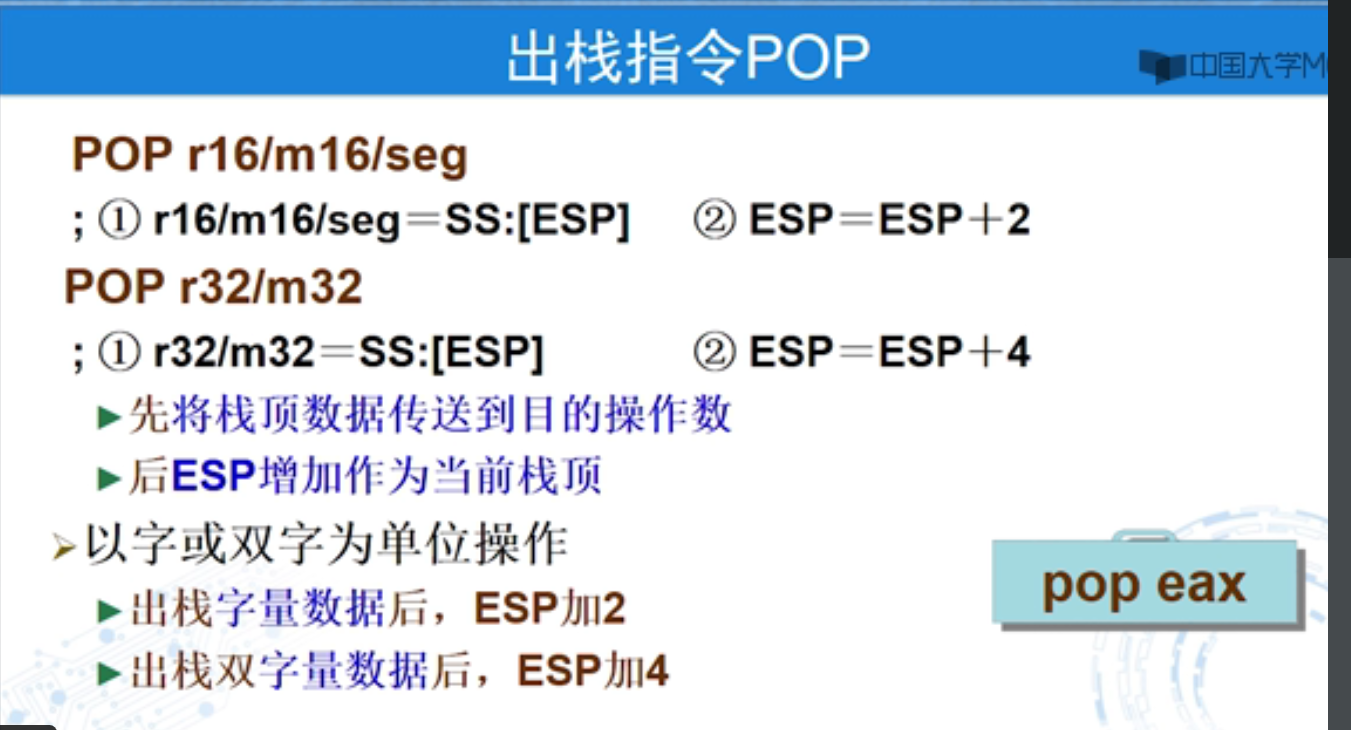 出栈指令POP
中国大学M
POP r16/m16/seg
; ① r16/m16/seg＝SS:[ESP] ② ESP＝ESP＋2
POP r32/m32
; ① r32/m32＝SS:[ESP] ② ESP＝ESP＋4
▶先将栈顶数据传送到目的操作数
▶后ESP增加作为当前栈顶
➢以字或双字为单位操作
▶出栈字量数据后，ESP加2
▶出栈双字量数据后，ESP加4
pop eax